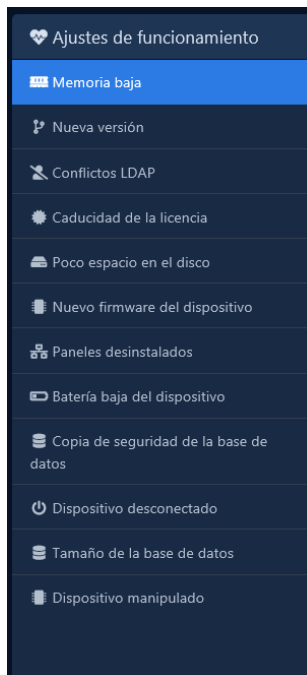 Ajustes de funcionamiento
Memoria baja
Nueva versión
Conflictos LDAP
Caducidad de la licencia
Poco espacio en el disco
Nuevo firmware del dispositivo
Paneles desinstalados
Batería baja del dispositivo
Copia de seguridad de la base de
datos
Dispositivo desconectado
Tamaño de la base de datos
Dispositivo manipulado